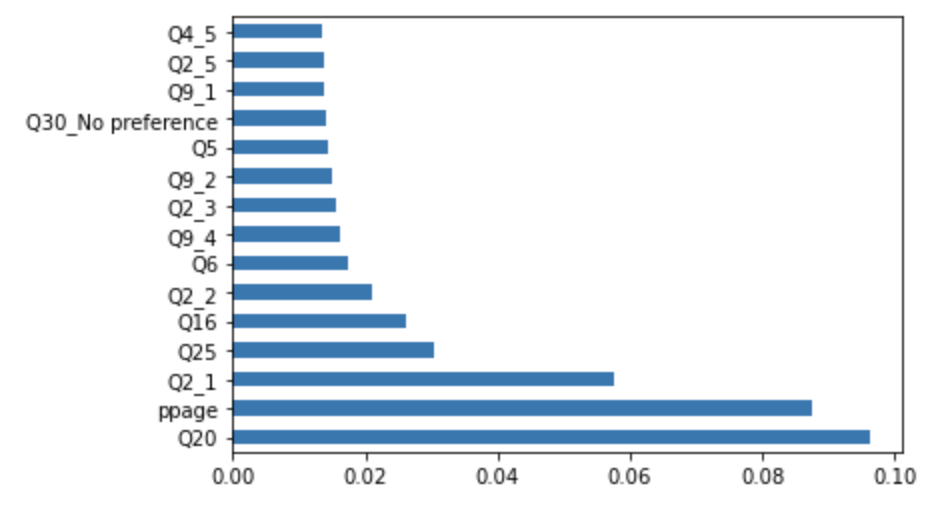 Q4_5
Q2_5
Q9_1
Q30_No preference
Q5
Q9_2
Q2_3
Q9_4
Q6
Q2_2
Q16
Q25
Q2_1
ppage
Q20
0.00 0.02 0.04 0.06 0.08 0.10